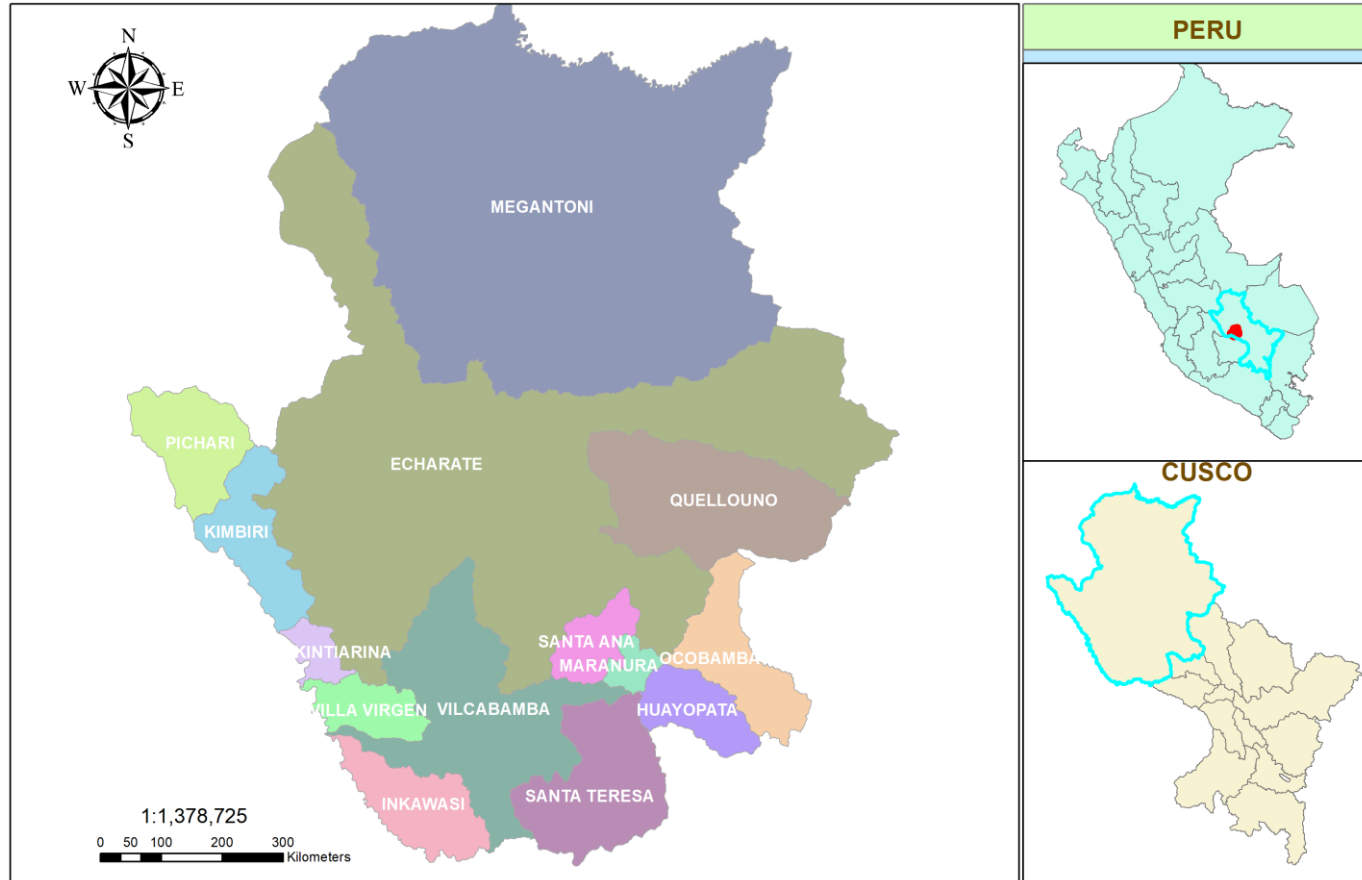 N
W E
S
MEGANTONI
PICHARI
ECHARATE
QUELLOUNO
KIMBIRI
SANTA ANA
KINTIARINA
MARANURA
OCOBAMBA
VILLA VIRGEN
VILCABAMBA
HUAYOPATA
INKAWASI
SANTA TERESA
1:1,378,725
0 50 100 200 300
Kilometers
PERU
CUSCO